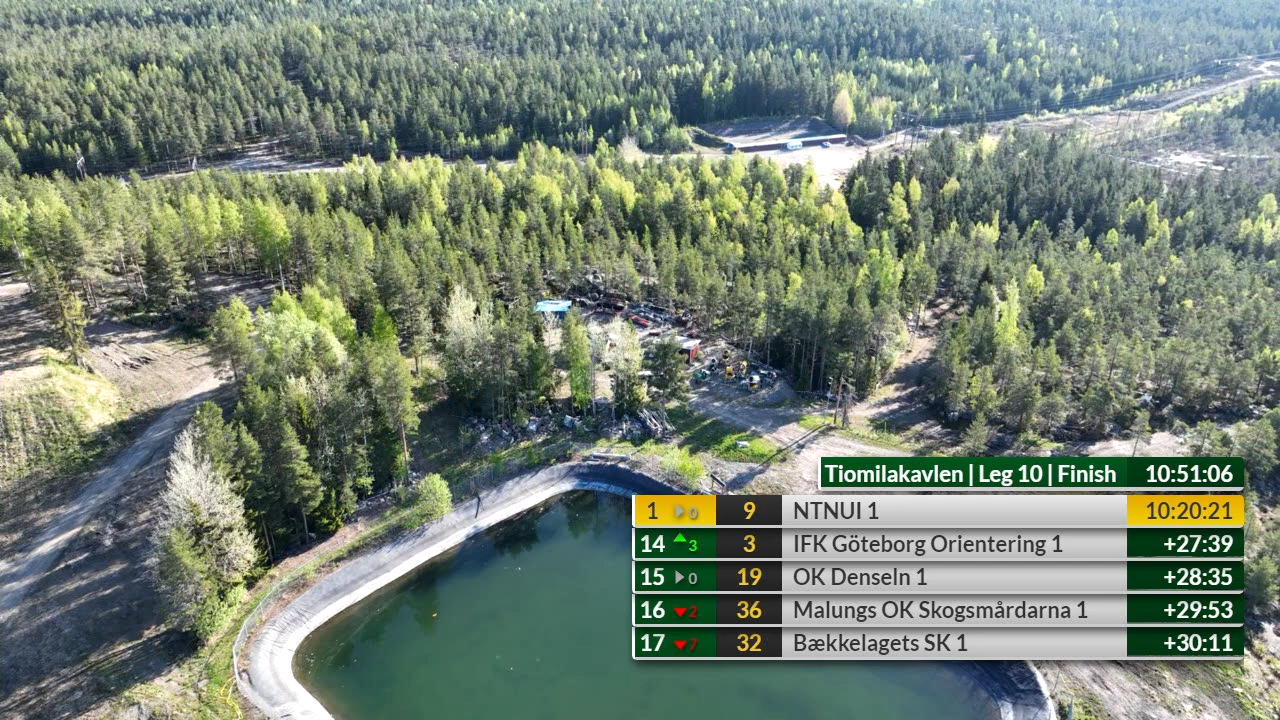 Tiomilakavlen | Leg 10 | Finish 10:51:06
1 0 9 NTNUI 1 10:20:21
14 3 3 IFK Göteborg Orientering 1 +27:39
15 0 19 OK Denseln 1 +28:35
16 2 36 Malungs OK Skogsmårdarna 1 +29:53
17 7 32 Bækkelagets SK 1 +30:11